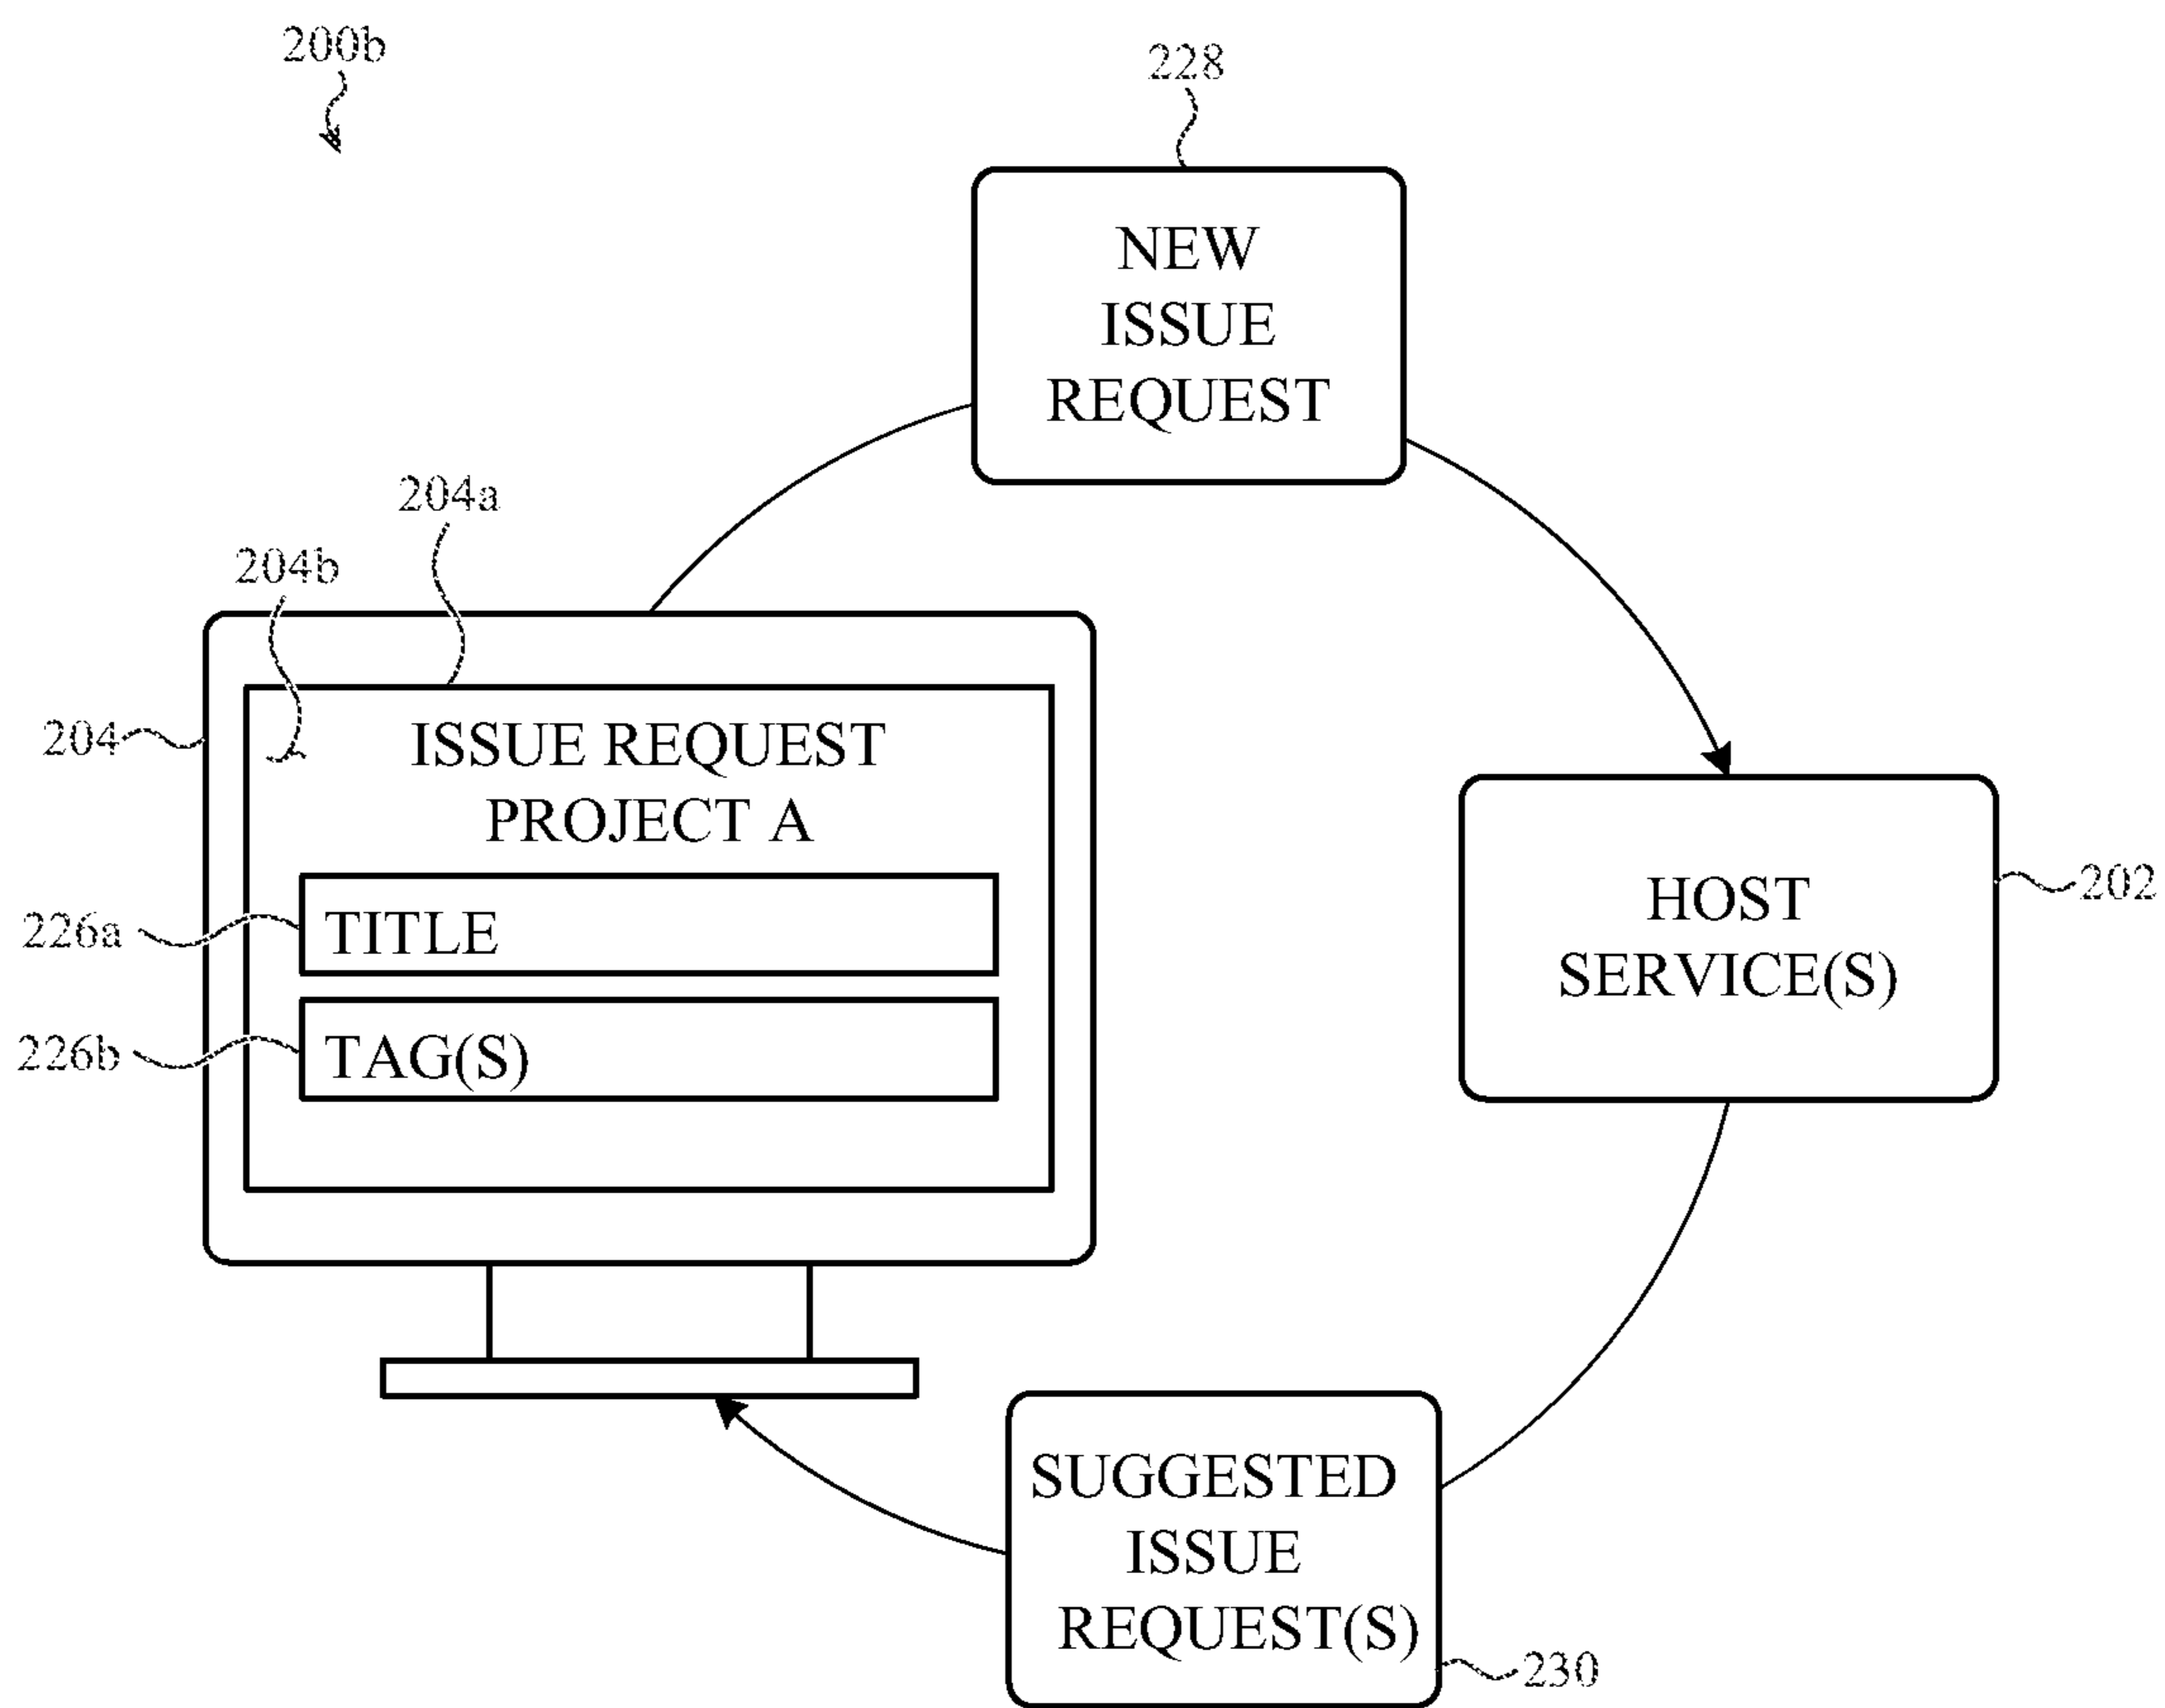 200b
228
NEW
ISSUE
REQUEST
204a
204b
204
ISSUE REQUEST
PROJECT A
226a
TITLE
226b
TAG(S)
HOST
SERVICE(S)
202
SUGGESTED
ISSUE
REQUEST(S)
230